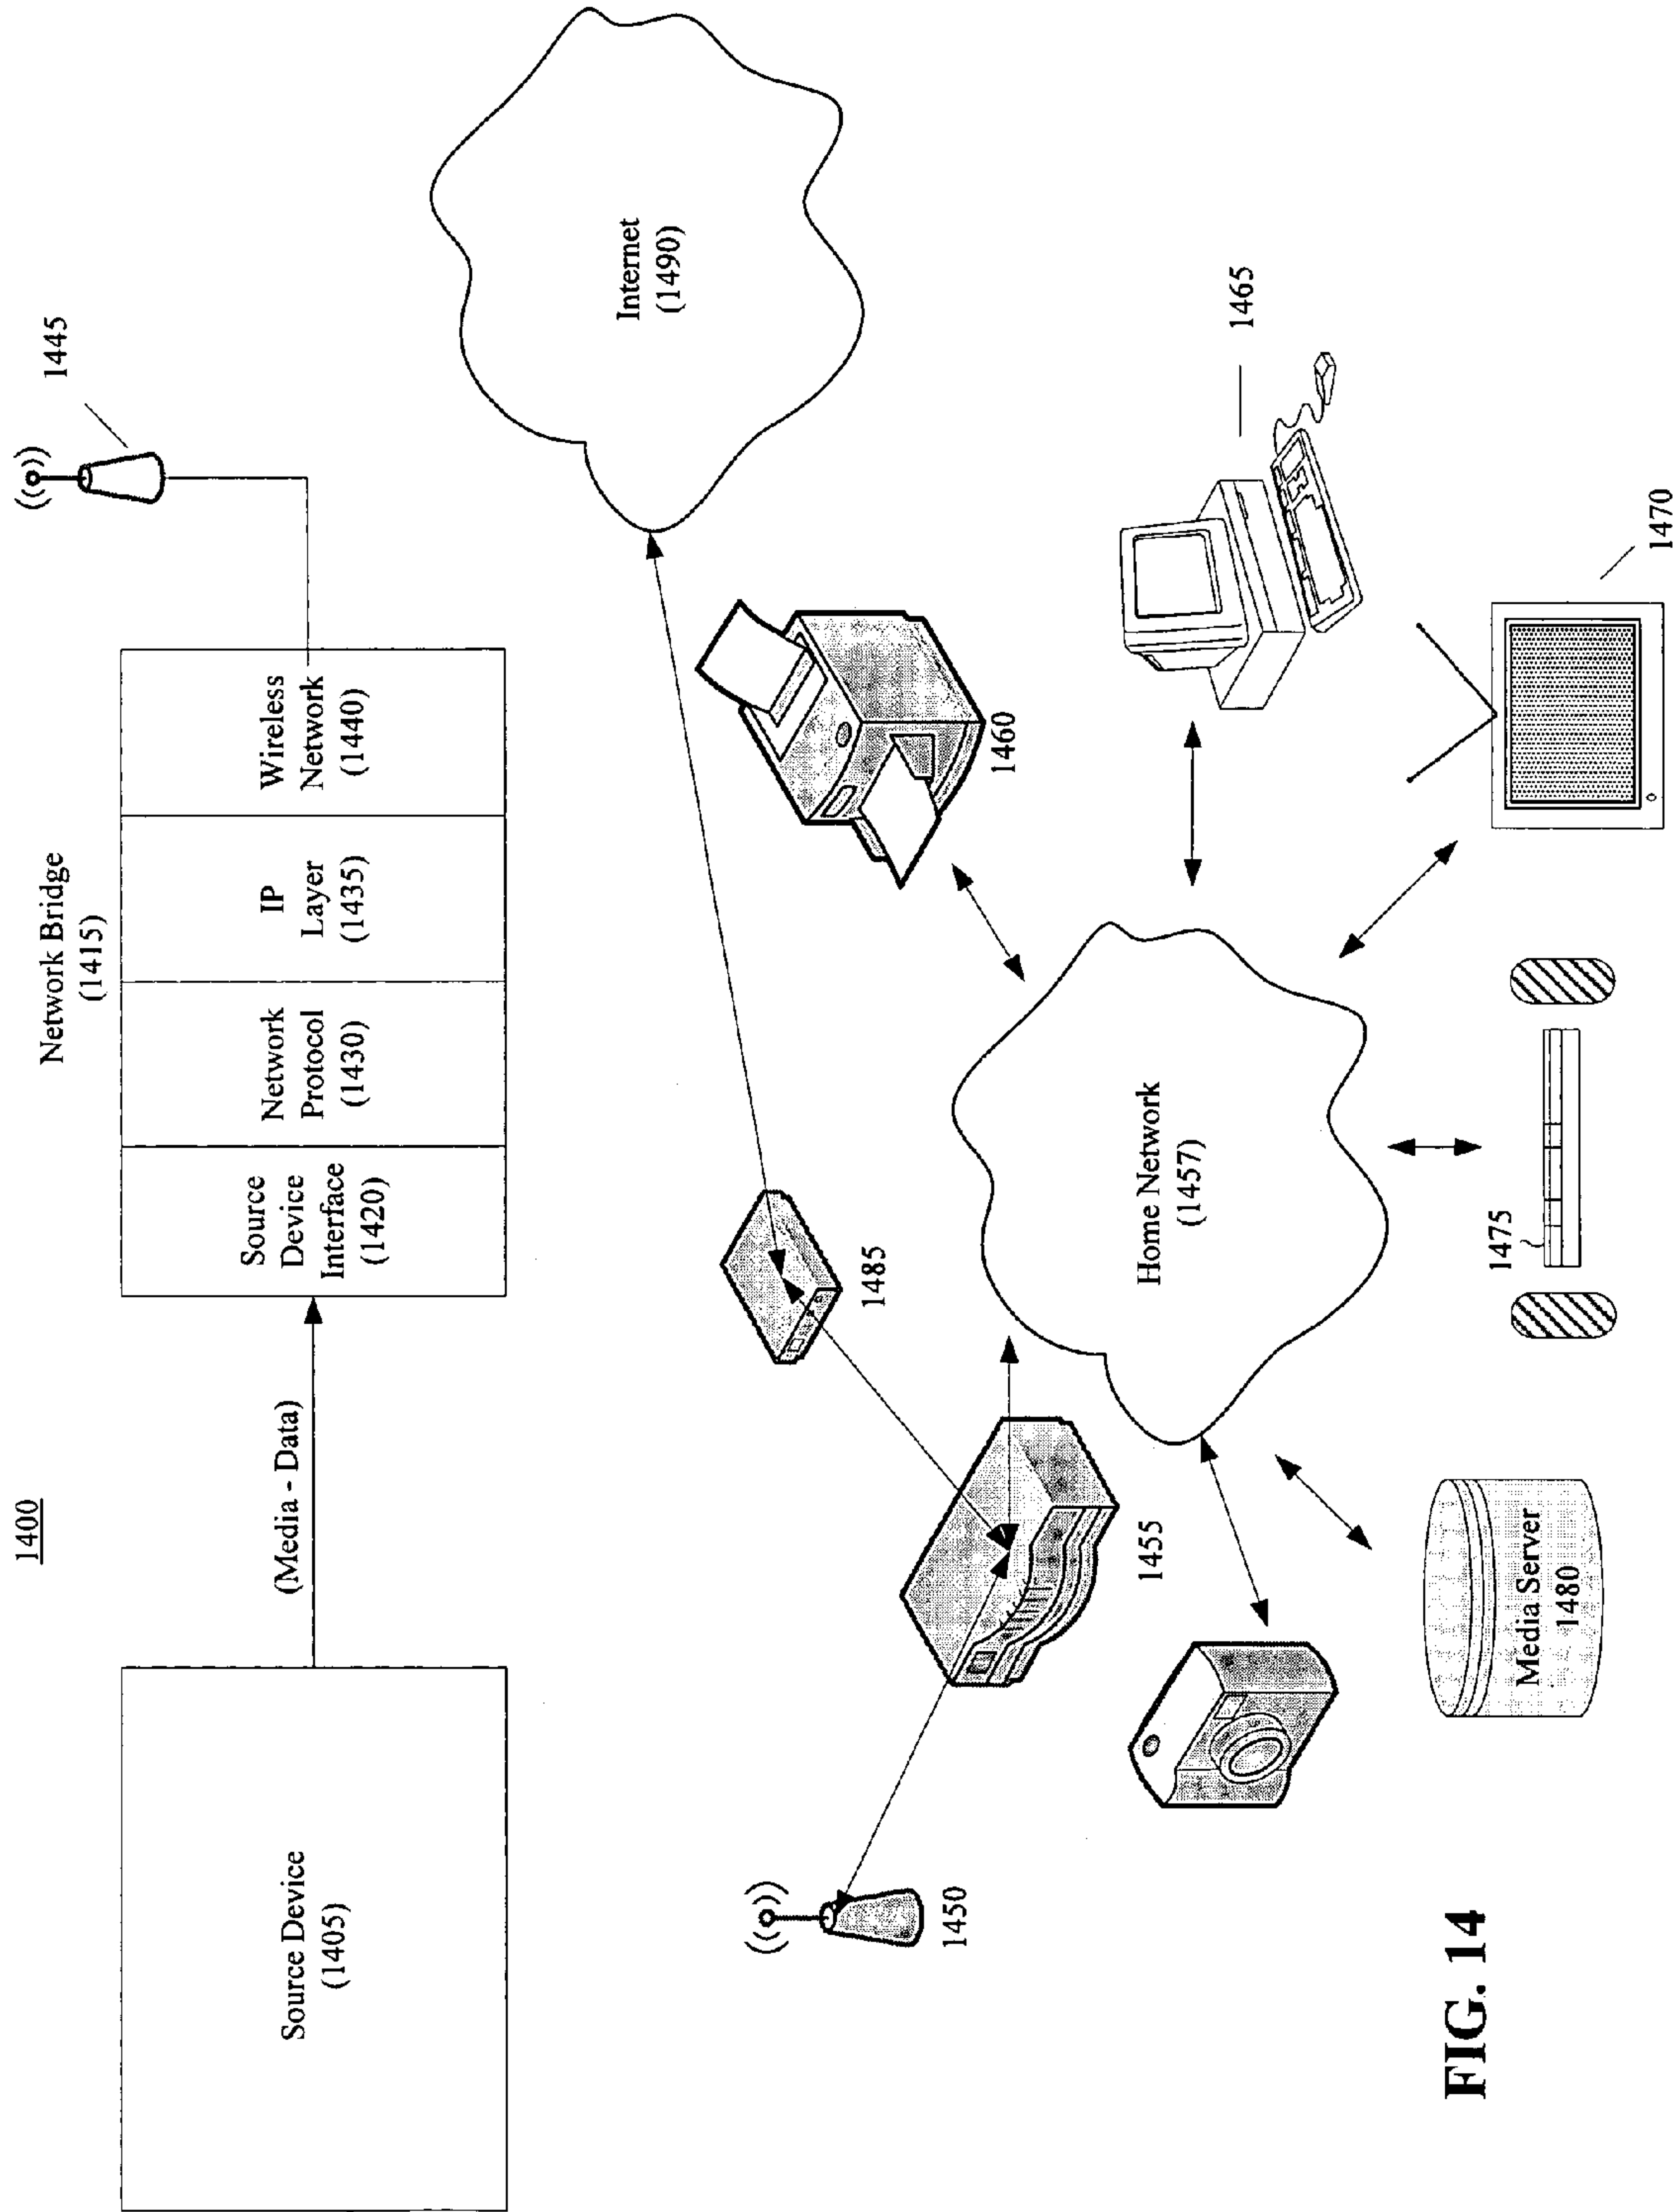 1400
Network Bridge
(1415)
1445
Source Device
(1405)
(Media - Data)
Source
Device
Interface
(1420)
Network
Protocol
(1430)
IP
Layer
(1435)
Wireless
Network
(1440)
Internet
(1490)
1450
1485
1455
1460
Home Network
(1457)
1465
Media Server
1480
1475
1470
FIG. 14